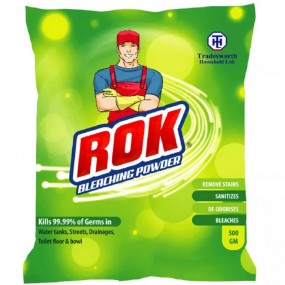 TH
Tradesworth
Household Ltd.
ROK
BLEACHING POWDER
REMOVE STAINS
SANITIZES
DE-ODORISES
BLEACHES
Kills 99.99% of Germs in
Water tanks, Streets, Drainages,
Toilet floor & bowl
500
GM